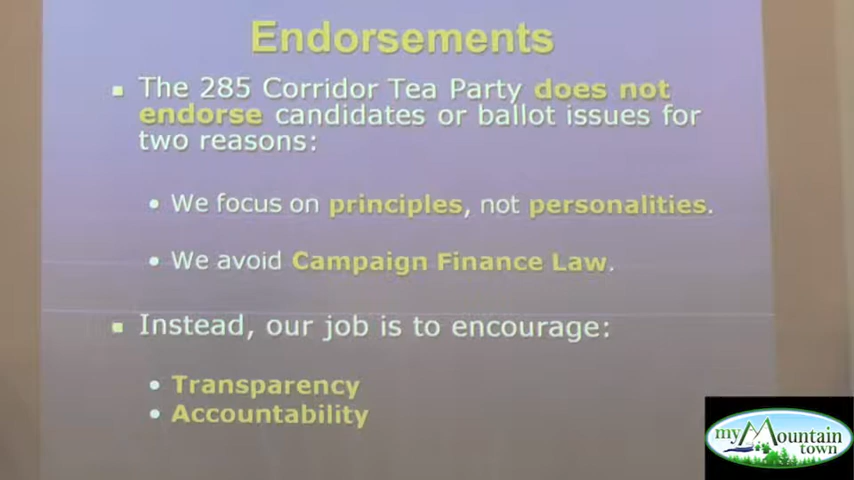 Endorsements
The 285 Corridor Tea Party does not
endorse candidates or ballot issues for
two reasons:
• We focus on principles, not personalities.
• We avoid Campaign Finance Law.
Instead, our job is to encourage:
• Transparency
• Accountability
my Mountain
town